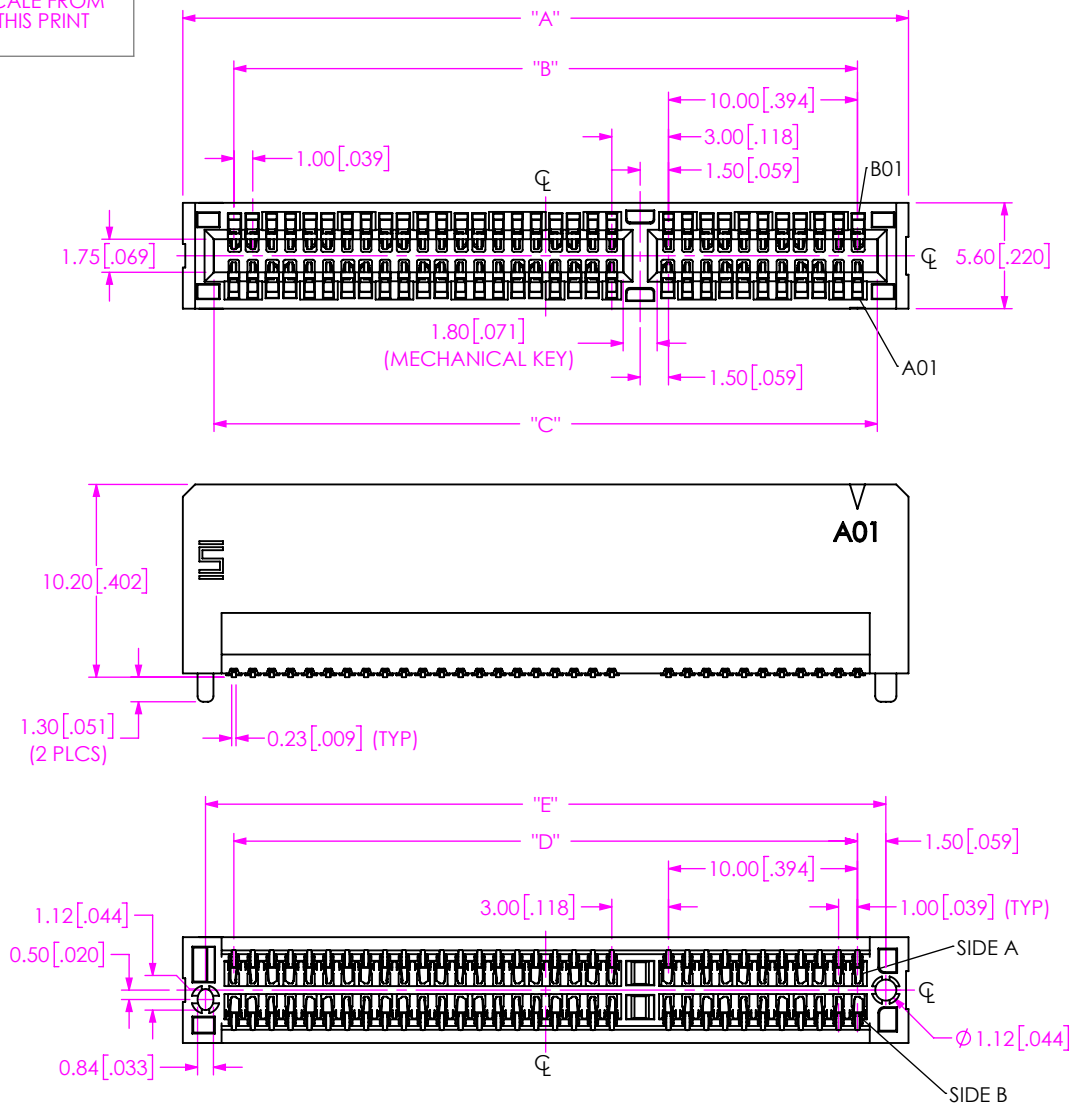 SCALE FROM
THIS PRINT
"A"
"B"
10.00[.394]
3.00[.118]
1.00[.039]
1.50[.059]
B01
1.75[.069]
5.60[.220]
1.80[.071]
(MECHANICAL KEY)
A01
1.50[.059]
"C"
A01
10.20[.402]
1.30[.051]
(2 PLCS)
0.23[.009] (TYP)
"E"
"D"
1.50[.059]
10.00[.394]
3.00[.118]
1.00[.039] (TYP)
1.12[.044]
0.50[.020]
SIDE A
Ø1.12[.044]
0.84[.033]
SIDE B